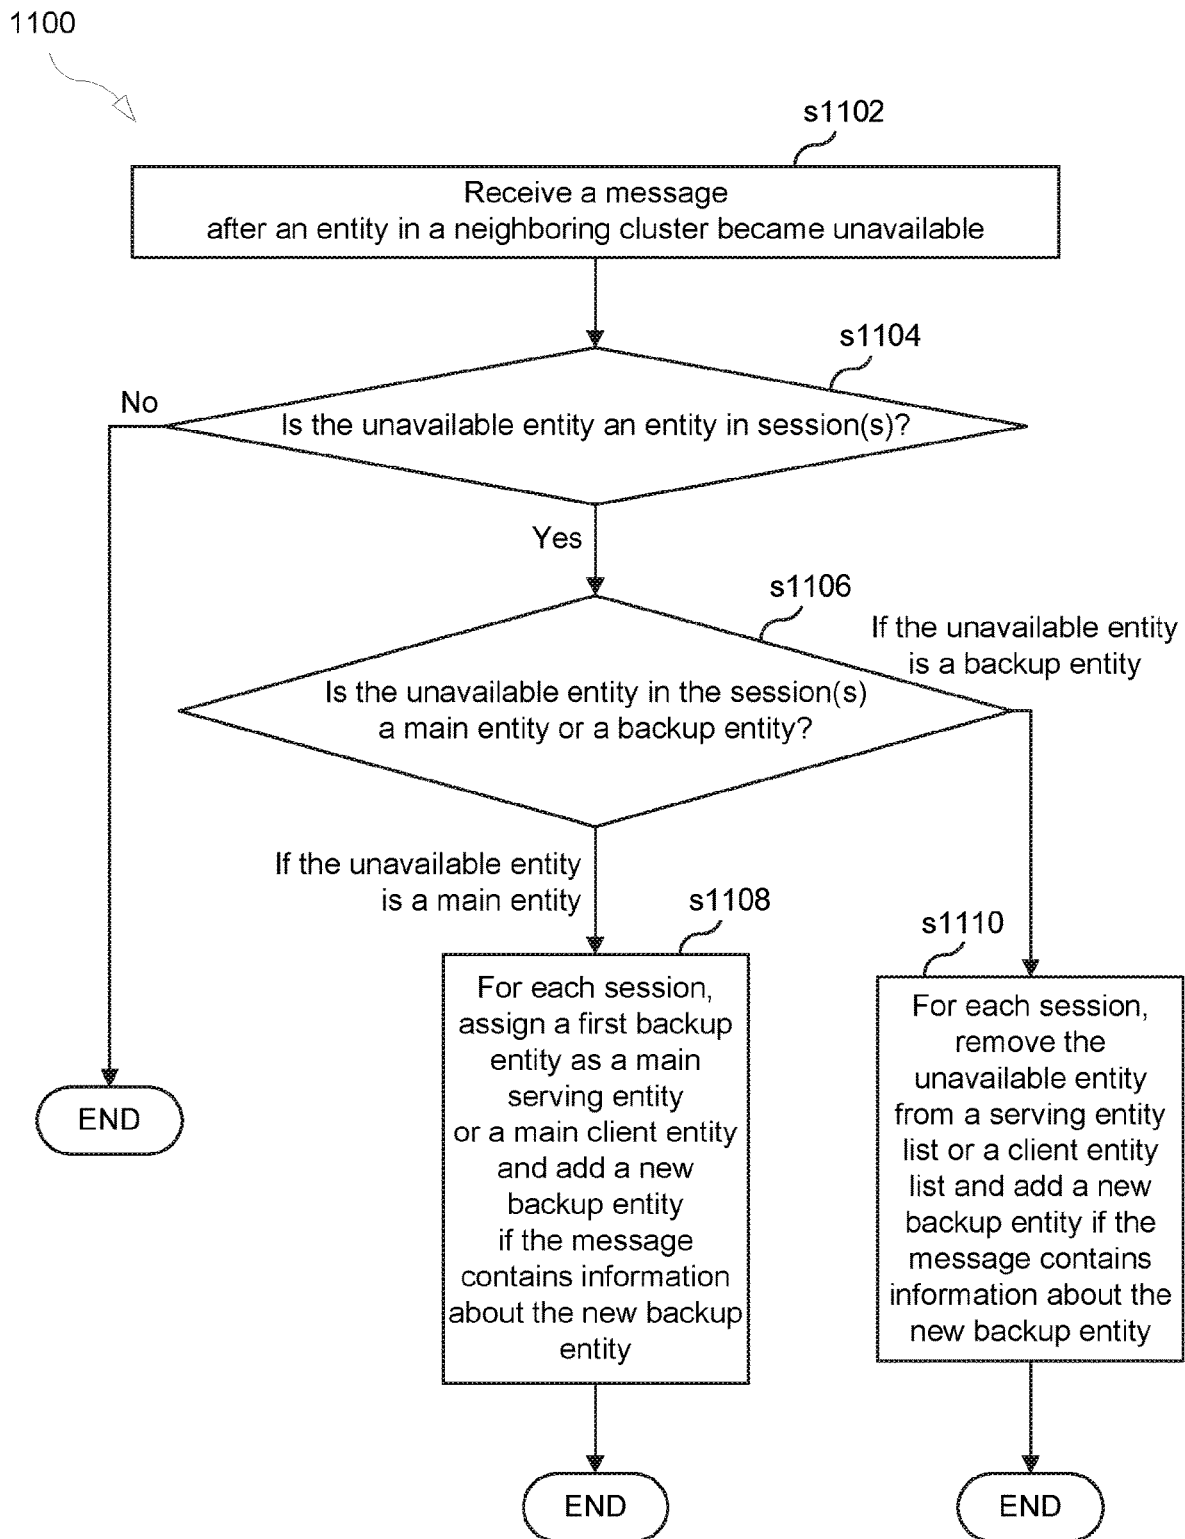 1100
s1102
Receive a message
after an entity in a neighboring cluster became unavailable
s1104
No
Is the unavailable entity an entity in session(s)?
Yes
s1106
If the unavailable entity
is a backup entity
Is the unavailable entity in the session(s)
a main entity or a backup entity?
If the unavailable entity
is a main entity
s1108
For each session,
assign a first backup
entity as a main
serving entity
or a main client entity
and add a new
backup entity
if the message
contains information
about the new backup
entity
s1110
For each session,
remove the
unavailable entity
from a serving entity
list or a client entity
list and add a new
backup entity if the
message contains
information about the
new backup entity
END
END
END